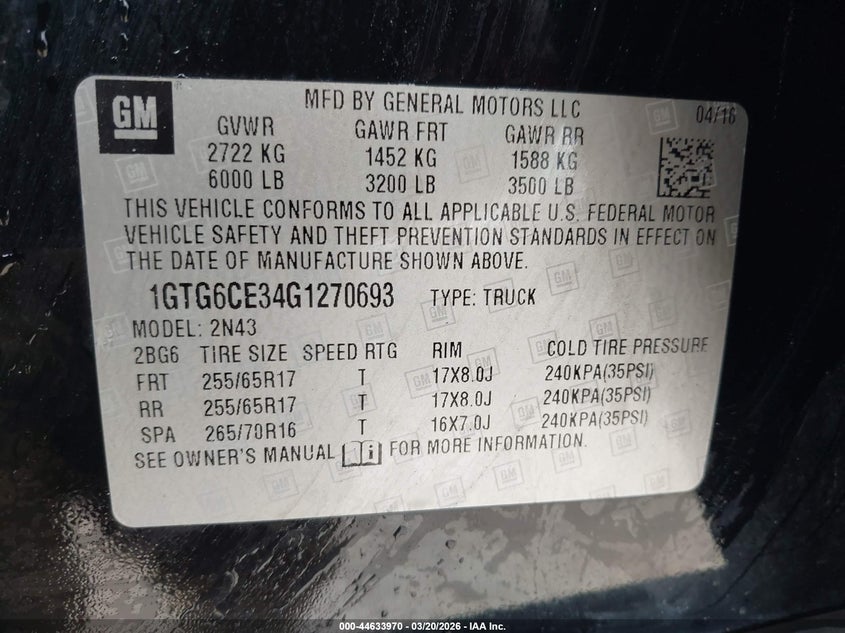 GM
MFD BY GENERAL MOTORS LLC
04/16
GVWR GAWR FRT GAWR RR
2722 KG 1452 KG 1588 KG
6000 LB 3200 LB 3500 LB
THIS VEHICLE CONFORMS TO ALL APPLICABLE U.S. FEDERAL MOTOR
VEHICLE SAFETY AND THEFT PREVENTION STANDARDS IN EFFECT ON
THE DATE OF MANUFACTURE SHOWN ABOVE.
1GTG6CE34G1270693 TYPE: TRUCK
MODEL: 2N43
2BG6 TIRE SIZE SPEED RTG RIM COLD TIRE PRESSURE
FRT 255/65R17 T 17X8.0J 240KPA(35PSI)
RR 255/65R17 T 17X8.0J 240KPA(35PSI)
SPA 265/70R16 T 16X7.0J 240KPA(35PSI)
SEE OWNER'S MANUAL i FOR MORE INFORMATION.
000-44633970 - 03/20/2026 - IAA Inc.